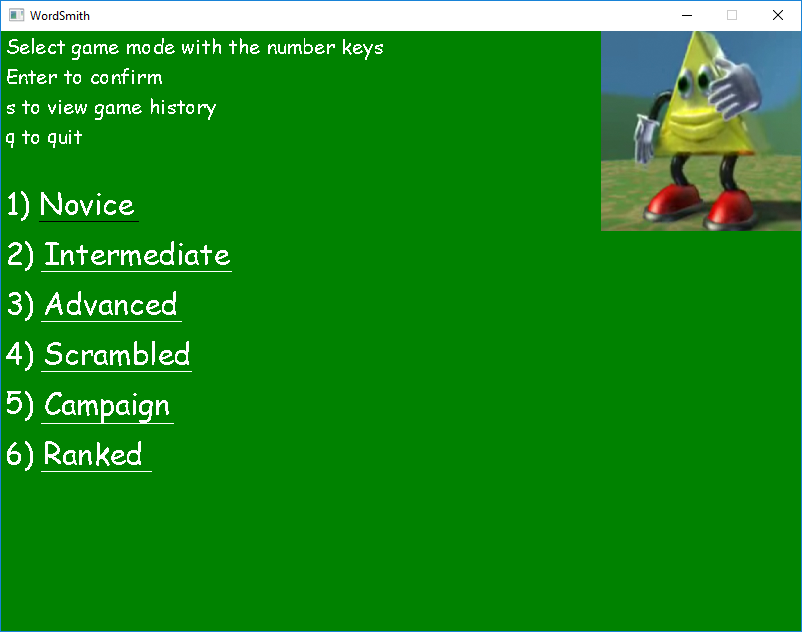 WordSmith
Select game mode with the number keys
Enter to confirm
s to view game history
q to quit
1) Novice
2) Intermediate
3) Advanced
4) Scrambled
5) Campaign
6) Ranked